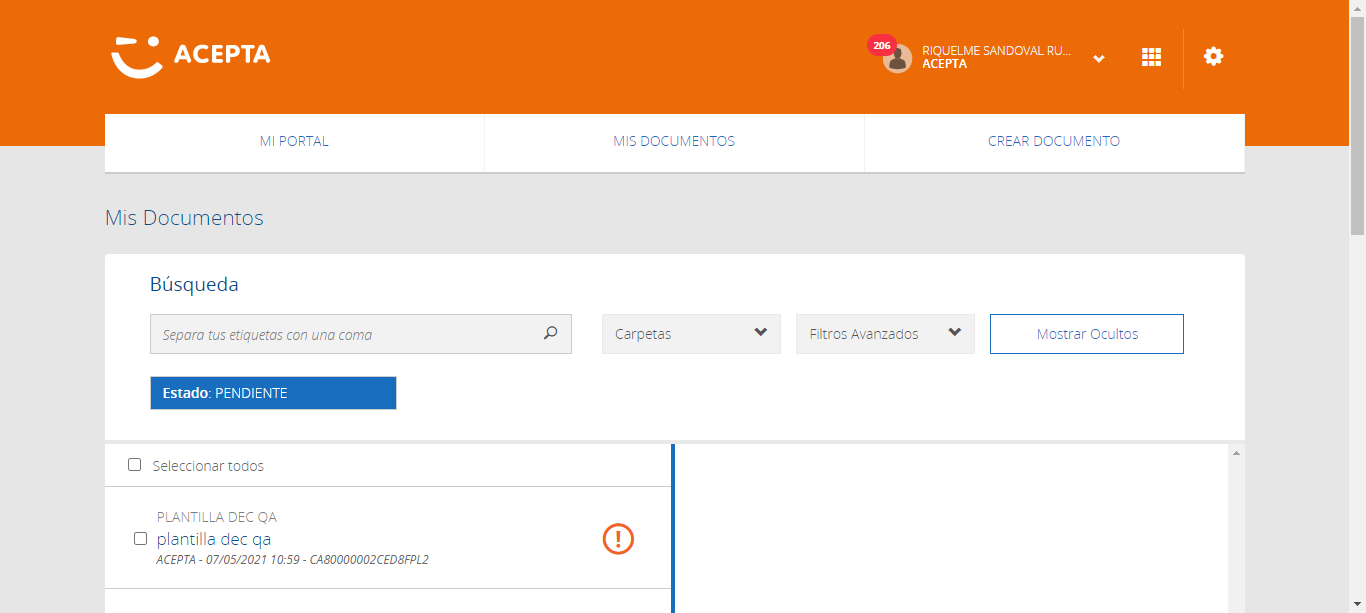 ACEPTA
206
RIQUELME SANDOVAL RU...
ACEPTA
MI PORTAL
MIS DOCUMENTOS
CREAR DOCUMENTO
Mis Documentos
Búsqueda
Separa tus etiquetas con una coma
Carpetas
Filtros Avanzados
Mostrar Ocultos
Estado: PENDIENTE
Seleccionar todos
PLANTILLA DEC QA
plantilla dec qa
ACEPTA - 07/05/2021 10:59 - CA80000002CED8FPL2